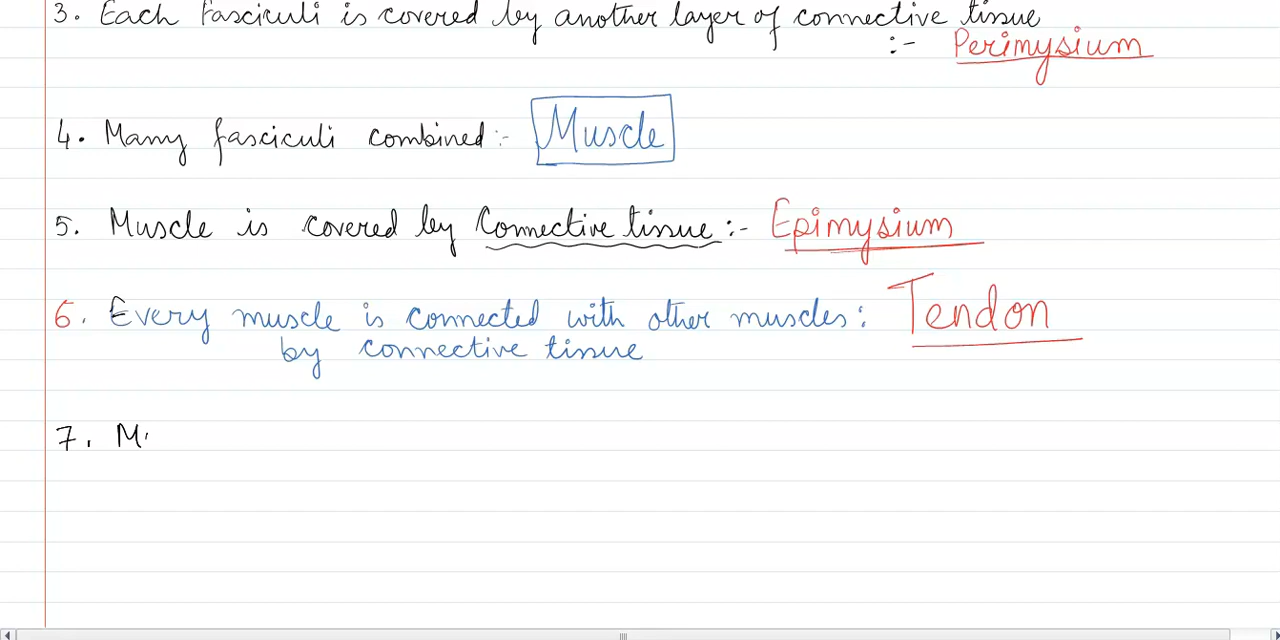 3. Each Fasciculi is covered by another layer of connective tissue
:- Perimysium
4. Many fasciculi combined :- Muscle
5. Muscle is covered by Connective tissue :- Epimysium
6. Every muscle is connected with other muscles : Tendon
by connective tissue
7. M